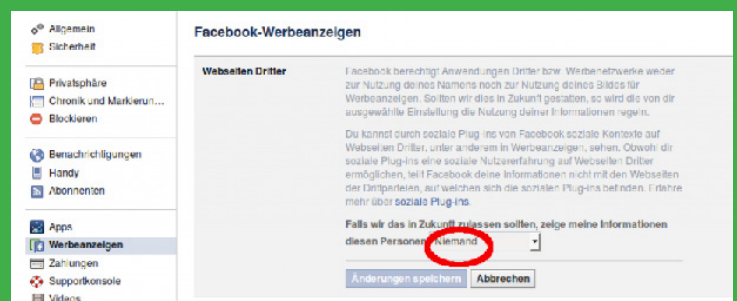 Allgemein
Sicherheit
Privatsphäre
Chronik und Markierun...
Blockieren
Benachrichtigungen
Handy
Abonnenten
Apps
Werbeanzeigen
Zahlungen
Supportkonsole
Videos
Facebook-Werbeanzeigen
Webseiten Dritter
Facebook berechtigt Anwendungen Dritter bzw. Werbenetzwerke weder
zur Nutzung deines Namens noch zur Nutzung deines Bildes für
Werbeanzeigen. Sollten wir dies in Zukunft gestatten, so wird die von dir
ausgewählte Einstellung die Nutzung deiner Informationen regeln.
Du kannst durch soziale Plug-ins von Facebook soziale Kontexte auf
Webseiten Dritter, unter anderem in Werbeanzeigen, sehen. Obwohl dir
soziale Plug-ins eine soziale Nutzererfahrung auf Webseiten Dritter
ermöglichen, teilt Facebook deine Informationen nicht mit den Webseiten
der Drittparteien, auf welchen sich die sozialen Plug-ins befinden. Erfahre
mehr über soziale Plug-ins.
Falls wir das in Zukunft zulassen sollten, zeige meine Informationen
diesen Personen Niemand
Änderungen speichern Abbrechen